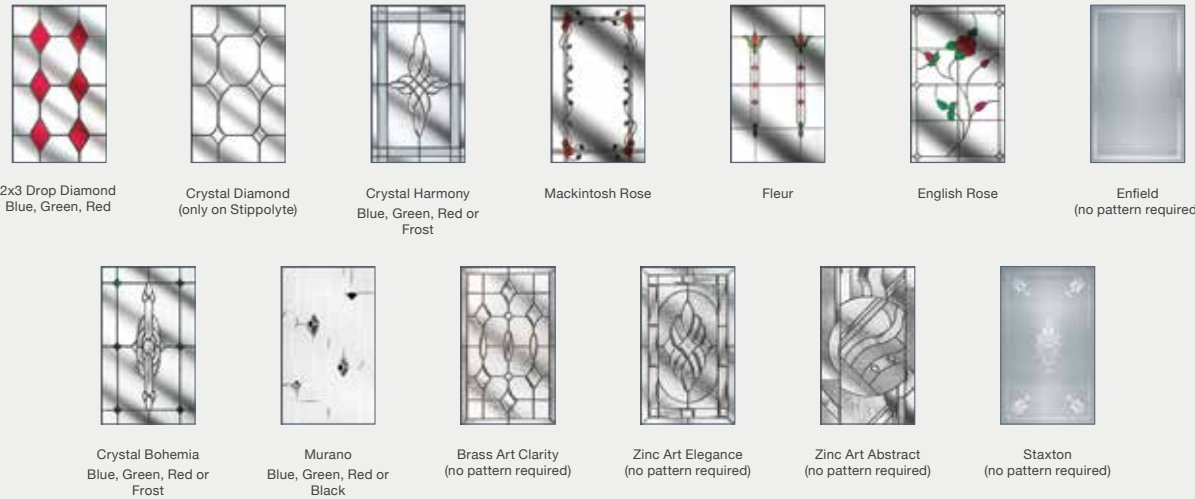 2x3 Drop Diamond
Blue, Green, Red
Crystal Diamond
(only on Stippolyte)
Crystal Harmony
Blue, Green, Red or
Frost
Mackintosh Rose
Fleur
English Rose
Enfield
(no pattern required
Crystal Bohemia
Blue, Green, Red or
Frost
Murano
Blue, Green, Red or
Black
Brass Art Clarity
(no pattern required)
Zinc Art Elegance
(no pattern required)
Zinc Art Abstract
(no pattern required)
Staxton
(no pattern required)